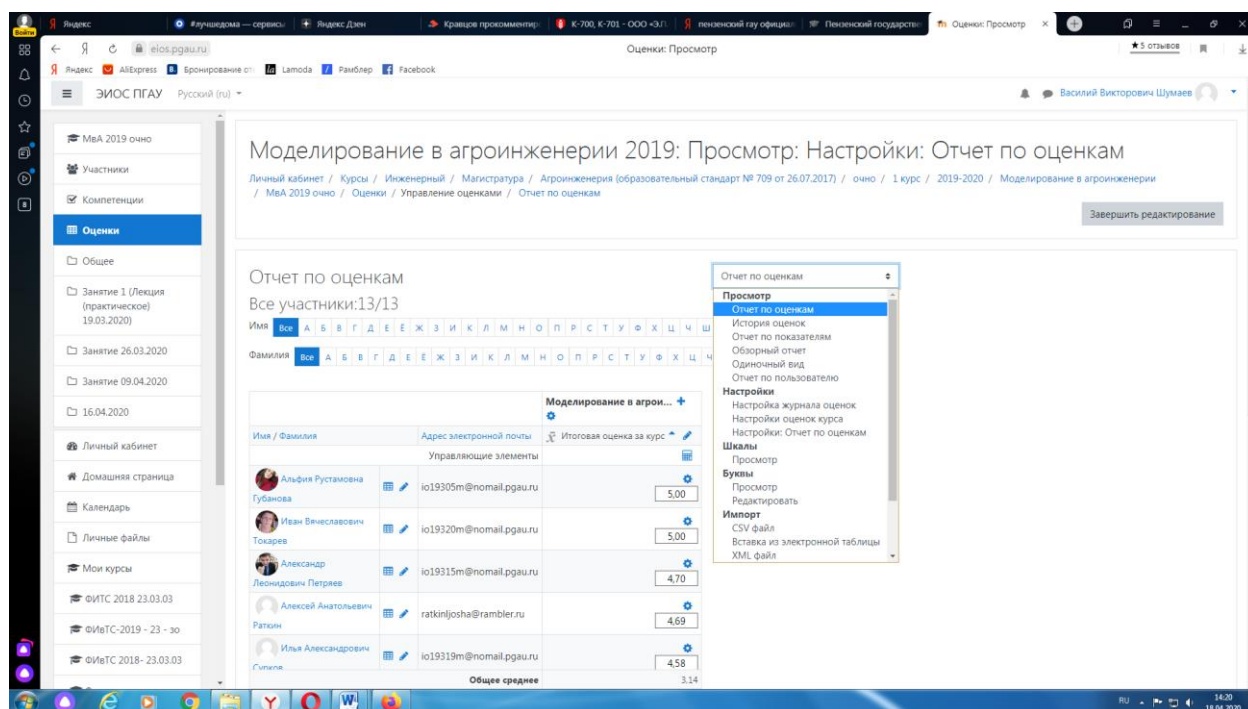 Войти
Яндекс
#лучшедома — сервисы
Яндекс.Дзен
Кравцов прокомментиро
К-700, К-701 - ООО «ЭЛ
пензенский гау официал
Пензенский государстве
Оценки: Просмотр
eios.pgau.ru
Оценки: Просмотр
★5 отзывов
Яндекс
AliExpress
Бронирование от
Lamoda
Рамблер
Facebook
ЭИОС ПГАУ
Русский (ru)
Василий Викторович Шумаев
МвА 2019 очно
Участники
Компетенции
Оценки
Общее
Занятие 1 (Лекция
(практическое)
19.03.2020)
Занятие 26.03.2020
Занятие 09.04.2020
16.04.2020
Личный кабинет
Домашняя страница
Календарь
Личные файлы
Мои курсы
ФИТС 2018 23.03.03
ФИвТС-2019 - 23 - зо
ФИвТС 2018- 23.03.03
Моделирование в агроинженерии 2019: Просмотр: Настройки: Отчет по оценкам
Личный кабинет / Курсы / Инженерный / Магистратура / Агроинженерия (образовательный стандарт № 709 от 26.07.2017) / очно / 1 курс / 2019-2020 / Моделирование в агроинженерии
/ МвА 2019 очно / Оценки / Управление оценками / Отчет по оценкам
Завершить редактирование
Отчет по оценкам
Все участники:13/13
Имя Все А Б В Г Д Е Ё Ж З И К Л М Н О П Р С Т У Ф Х Ц Ч Ш
Фамилия Все А Б В Г Д Е Ё Ж З И К Л М Н О П Р С Т У Ф Х Ц Ч
Отчет по оценкам
Просмотр
Отчет по оценкам
История оценок
Отчет по показателям
Обзорный отчет
Одиночный вид
Отчет по пользователю
Настройки
Настройка журнала оценок
Настройки оценок курса
Настройки: Отчет по оценкам
Шкалы
Просмотр
Буквы
Просмотр
Редактировать
Импорт
CSV файл
Вставка из электронной таблицы
XML файл
Моделирование в агрои...
Имя / Фамилия
Адрес электронной почты
Итоговая оценка за курс
Управляющие элементы
Альфия Рустамовна
Губанова
io19305m@nomail.pgau.ru
5,00
Иван Вячеславович
Токарев
io19320m@nomail.pgau.ru
5,00
Александр
Леонидович Петряев
io19315m@nomail.pgau.ru
4,70
Алексей Анатольевич
Раткин
ratkinljosha@rambler.ru
4,69
Илья Александрович
Сурков
io19319m@nomail.pgau.ru
4,58
Общее среднее
3,14
RU
14:20
18.04.2020